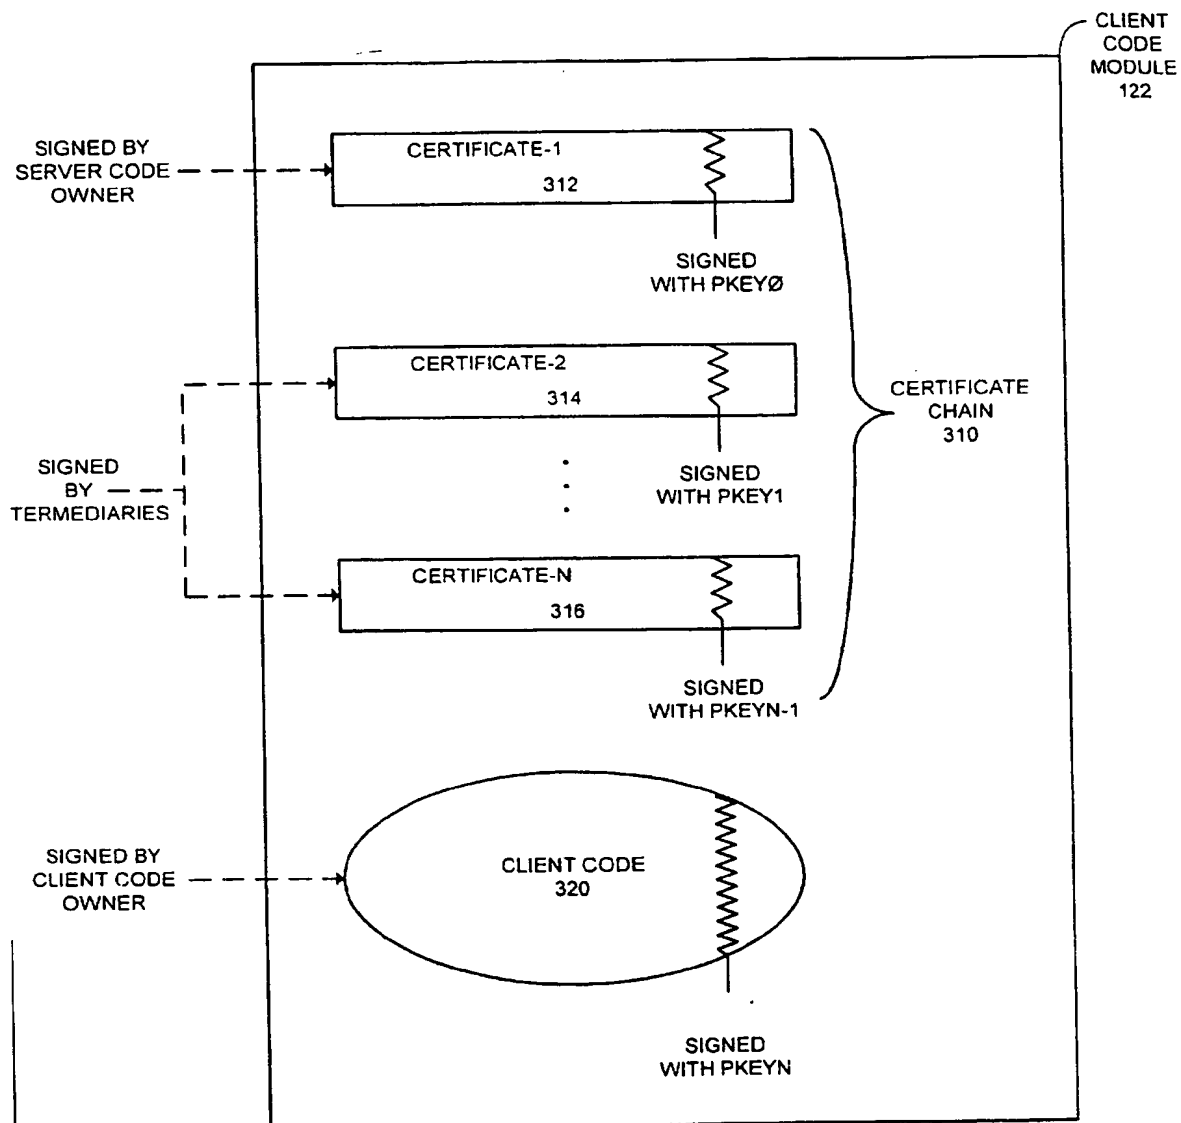 CLIENT
CODE
MODULE
122
SIGNED BY
SERVER CODE
OWNER
CERTIFICATE-1
312
SIGNED
WITH PKEYØ
CERTIFICATE-2
314
SIGNED
WITH PKEY1
CERTIFICATE
CHAIN
310
SIGNED
BY
TERMEDIARIES
CERTIFICATE-N
316
SIGNED
WITH PKEYN-1
SIGNED BY
CLIENT CODE
OWNER
CLIENT CODE
320
SIGNED
WITH PKEYN